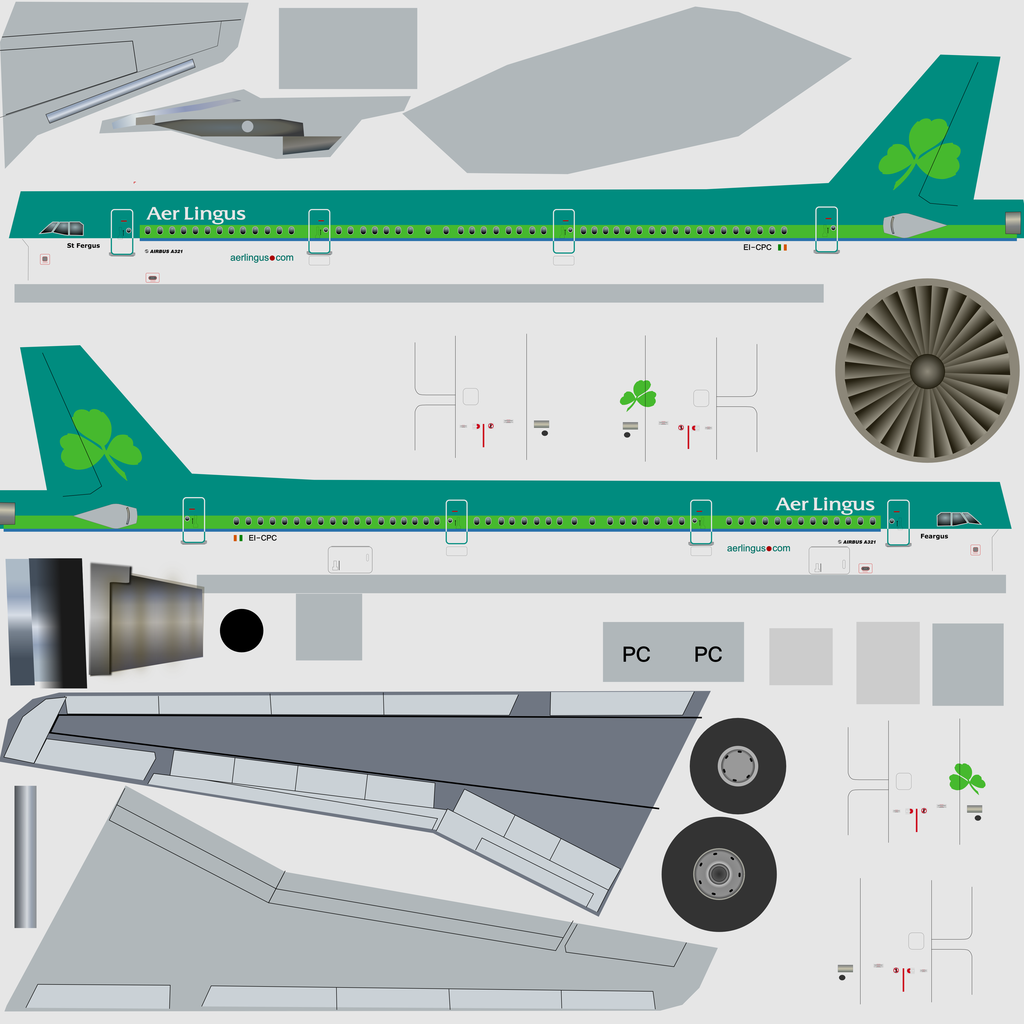 Aer Lingus
St Fergus
AIRBUS A321
aerlingus.com
EI-CPC
Aer Lingus
EI-CPC
AIRBUS A321
Feargus
aerlingus.com
PC PC